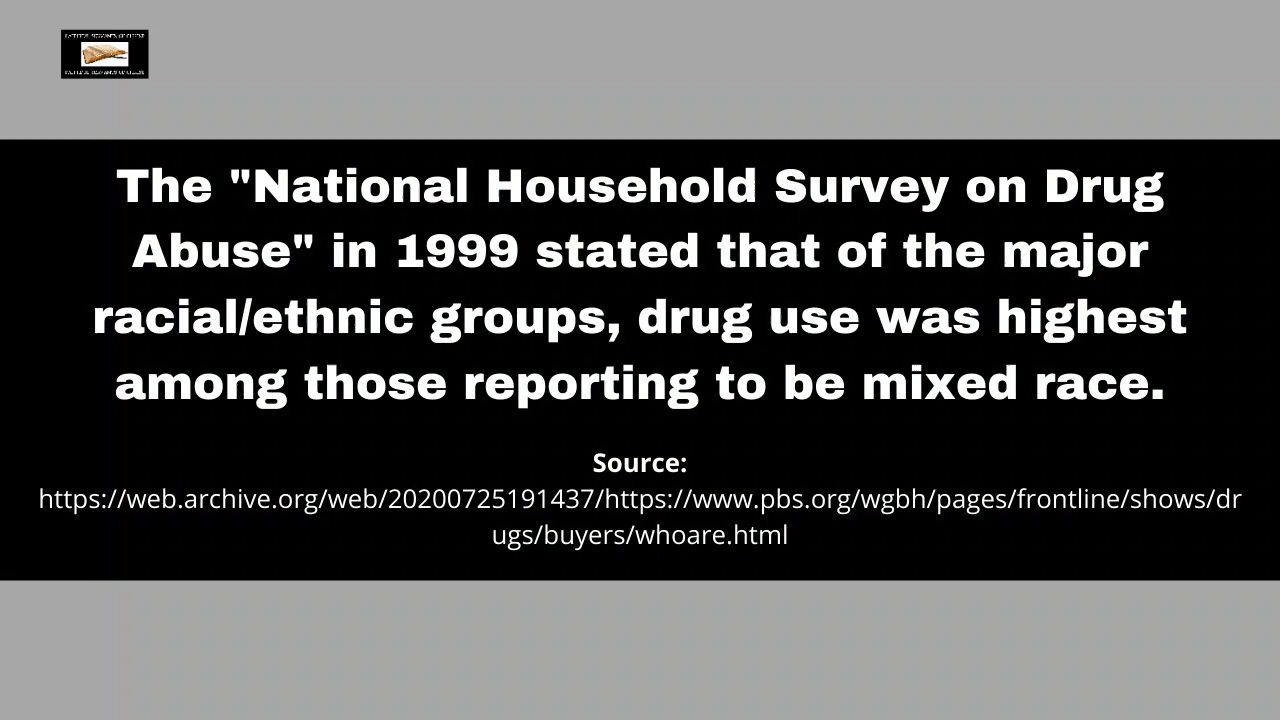 The "National Household Survey on Drug
Abuse" in 1999 stated that of the major
racial/ethnic groups, drug use was highest
among those reporting to be mixed race.
Source:
https://web.archive.org/web/20200725191437/https://www.pbs.org/wgbh/pages/frontline/shows/dr
ugs/buyers/whoare.html